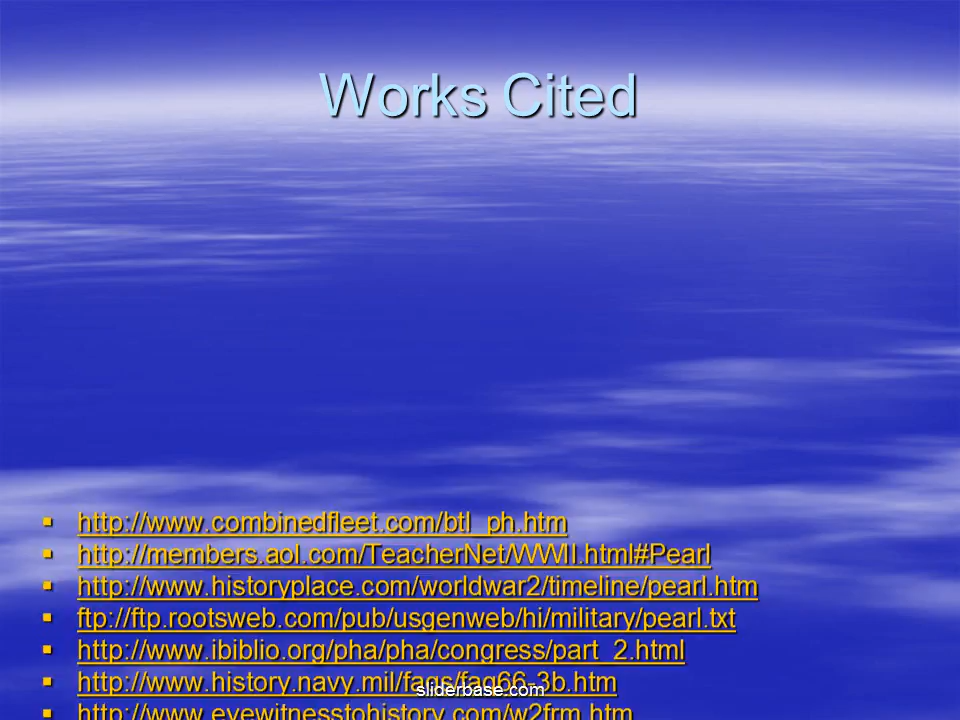 Works Cited
http://www.combinedfleet.com/btl_ph.htm
http://members.aol.com/TeacherNet/WWII.html#Pearl
http://www.historyplace.com/worldwar2/timeline/pearl.htm
ftp://ftp.rootsweb.com/pub/usgenweb/hi/military/pearl.txt
http://www.ibiblio.org/pha/pha/congress/part_2.html
http://www.history.navy.mil/faqs/faq66-3b.htm
sliderbase.com
http://www.eyewitnesstohistory.com/w2frm.htm